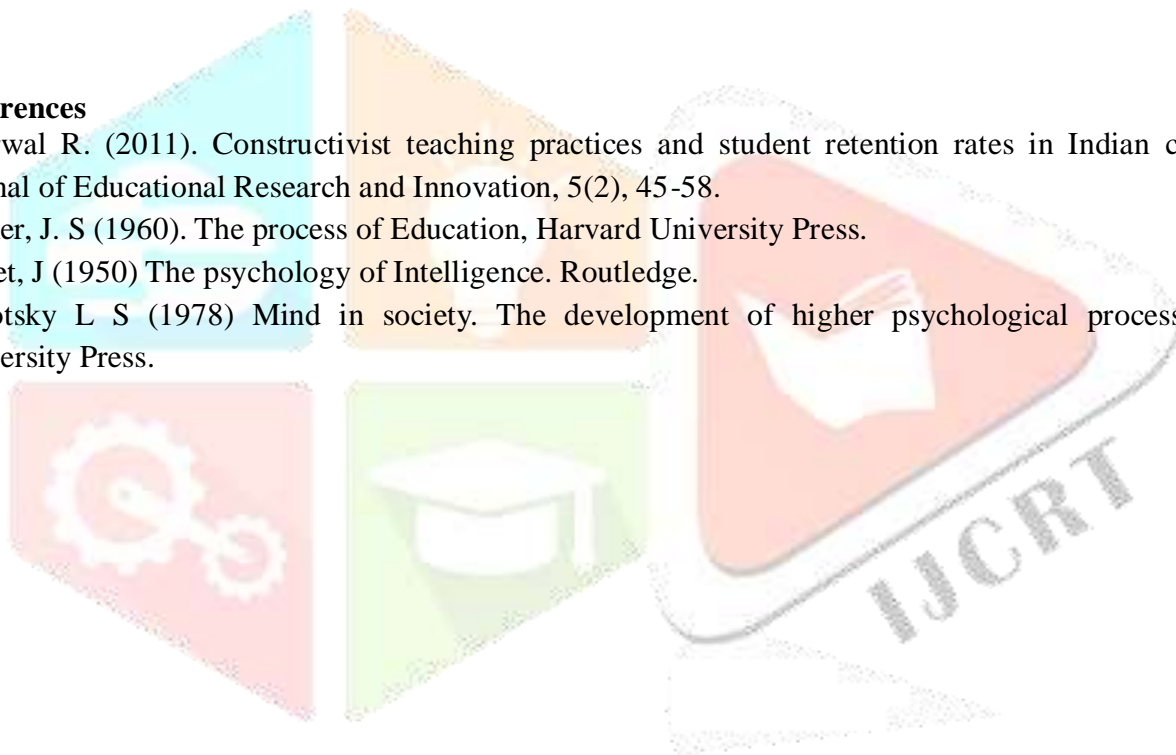 rences
rwal R. (2011). Constructivist teaching practices and student retention rates in Indian c
nal of Educational Research and Innovation, 5(2), 45-58.
er, J. S (1960). The process of Education, Harvard University Press.
et, J (1950) The psychology of Intelligence. Routledge.
otsky L S (1978) Mind in society. The development of higher psychological process
ersity Press.
IJCRT